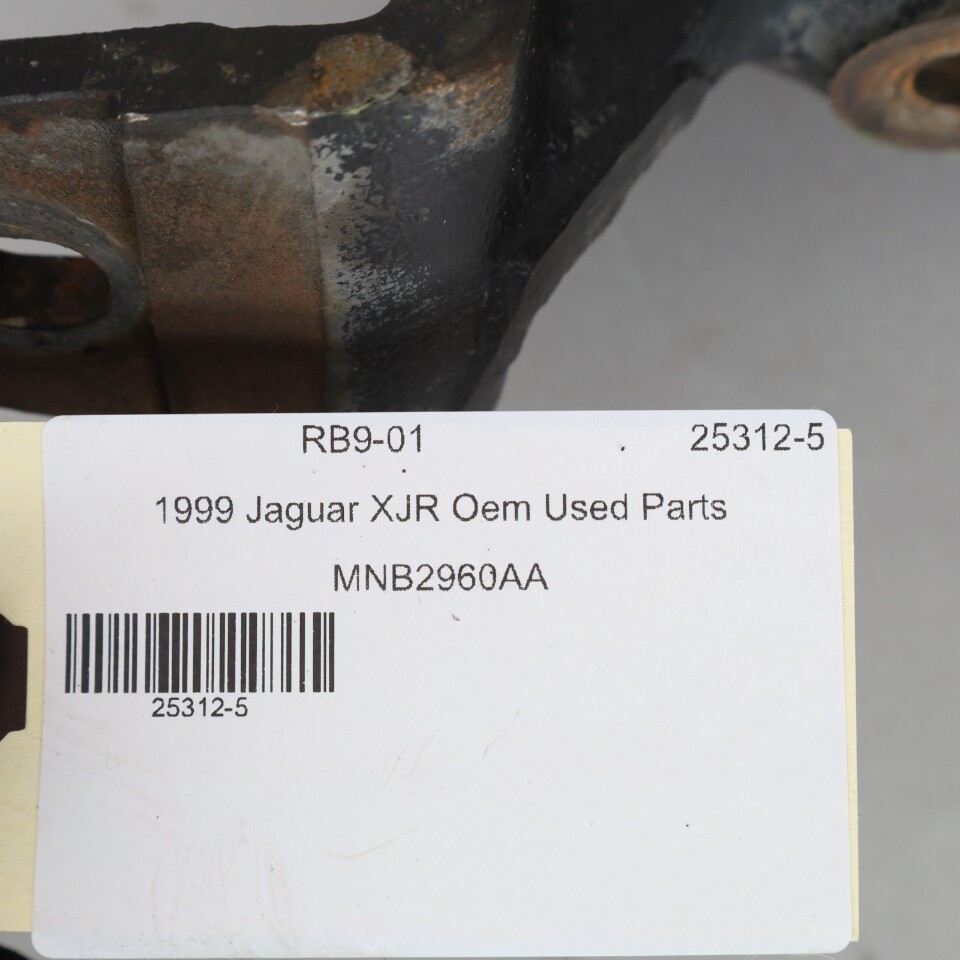 RB9-01 25312-5
1999 Jaguar XJR Oem Used Parts
MNB2960AA
25312-5